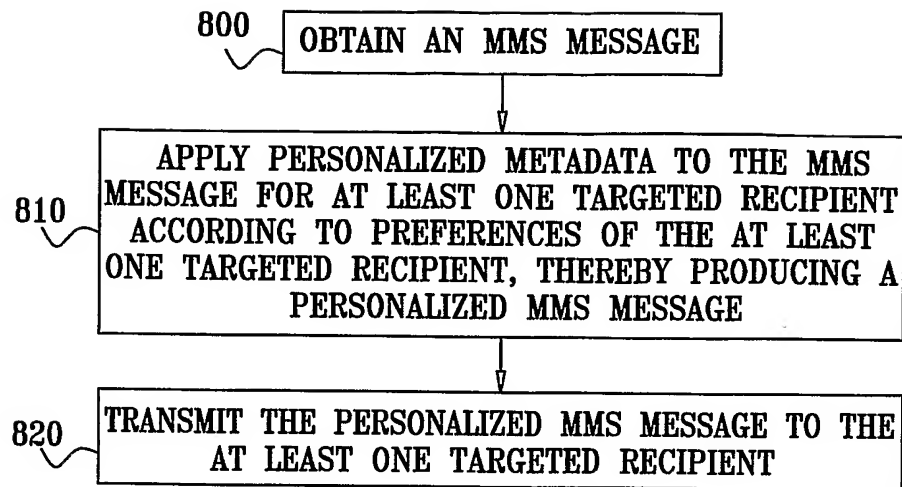 800
OBTAIN AN MMS MESSAGE
810
APPLY PERSONALIZED METADATA TO THE MMS
MESSAGE FOR AT LEAST ONE TARGETED RECIPIENT
ACCORDING TO PREFERENCES OF THE AT LEAST
ONE TARGETED RECIPIENT, THEREBY PRODUCING A
PERSONALIZED MMS MESSAGE
820
TRANSMIT THE PERSONALIZED MMS MESSAGE TO THE
AT LEAST ONE TARGETED RECIPIENT